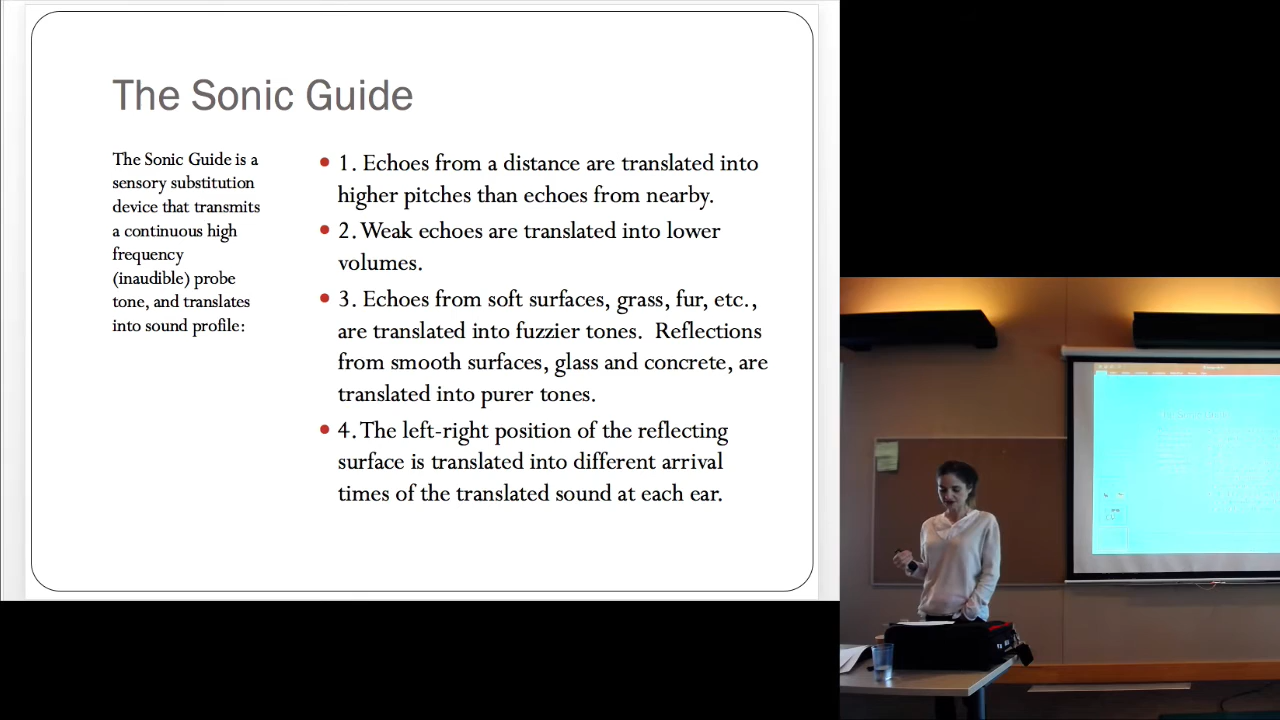 The Sonic Guide
The Sonic Guide is a
sensory substitution
device that transmits
a continuous high
frequency
(inaudible) probe
tone, and translates
into sound profile:
1. Echoes from a distance are translated into
higher pitches than echoes from nearby.
2. Weak echoes are translated into lower
volumes.
3. Echoes from soft surfaces, grass, fur, etc.,
are translated into fuzzier tones.  Reflections
from smooth surfaces, glass and concrete, are
translated into purer tones.
4. The left-right position of the reflecting
surface is translated into different arrival
times of the translated sound at each ear.